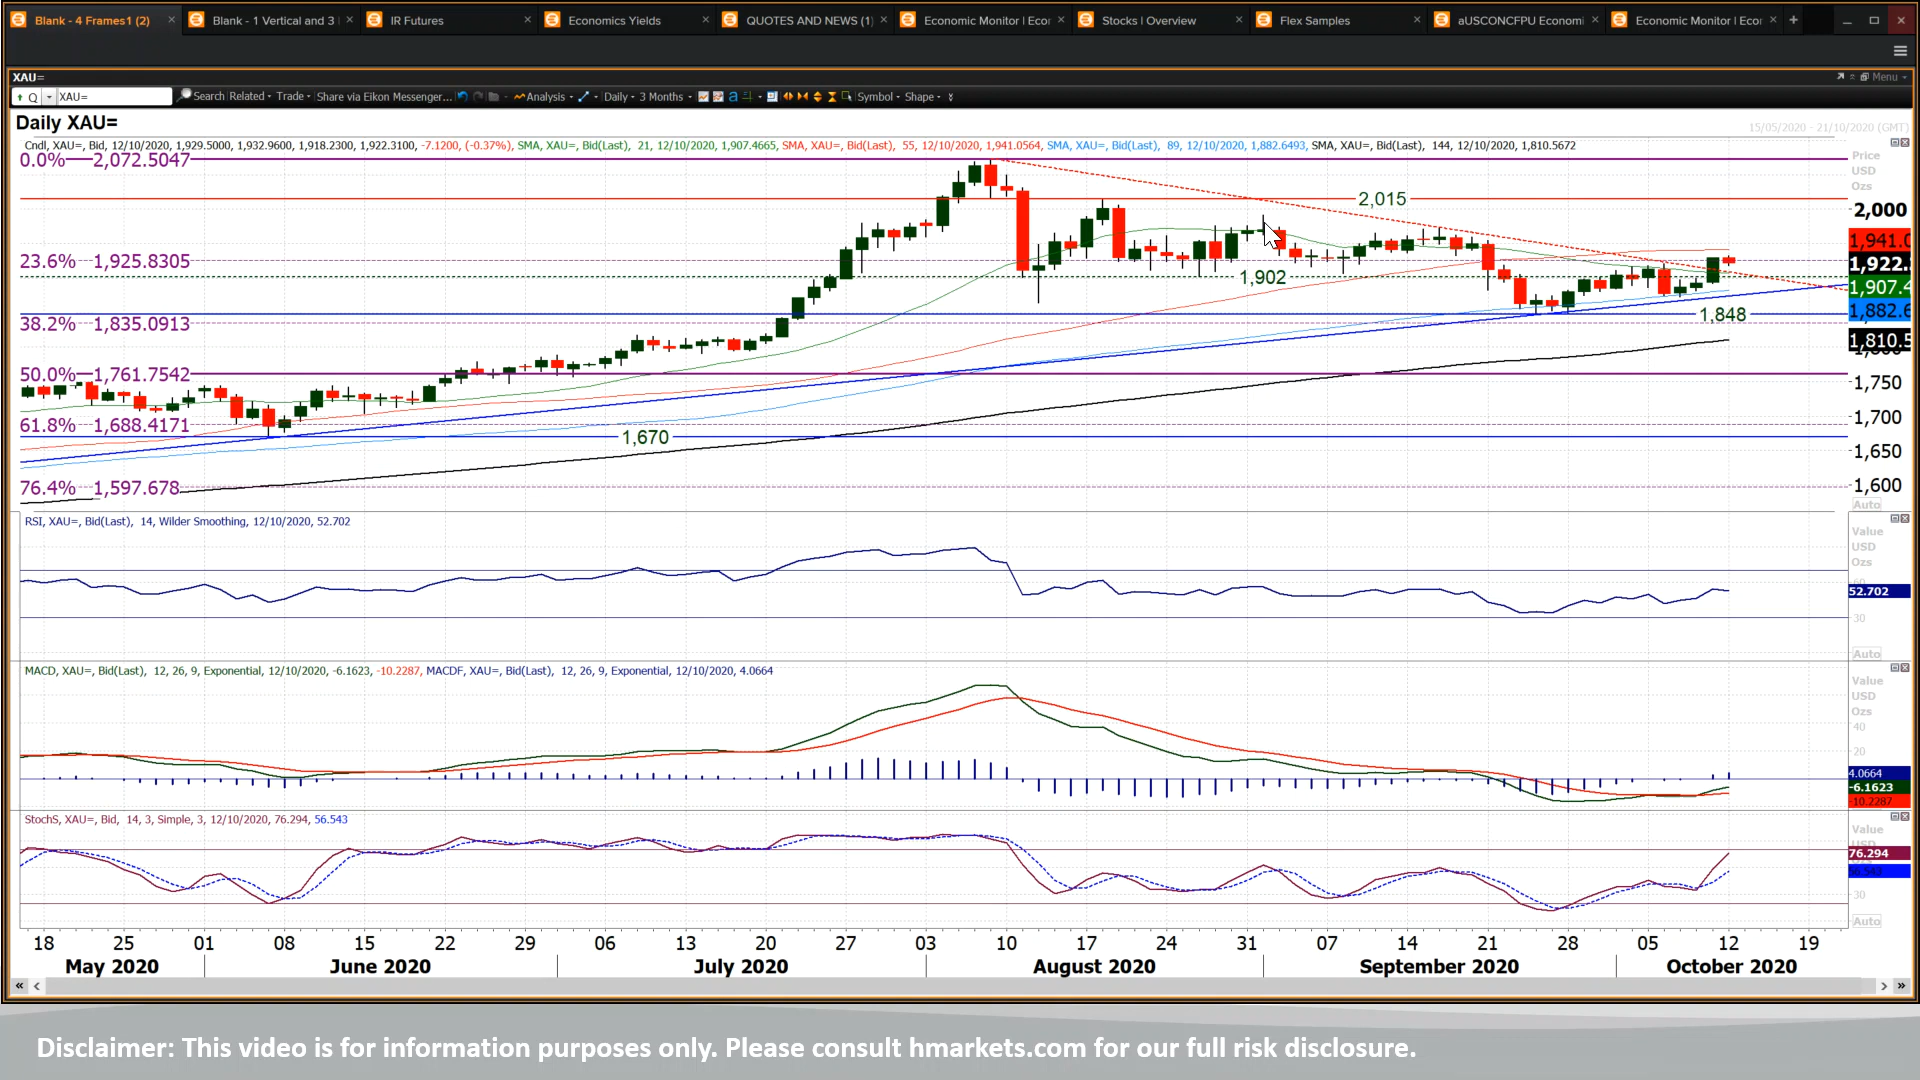 Blank - 4 Frames1 (2)
Blank - 1 Vertical and 3
IR Futures
Economics Yields
QUOTES AND NEWS (1)
Economic Monitor | Ecor
Stocks | Overview
Flex Samples
aUSCONCFPU Economi
Economic Monitor | Ecor
XAU=
Menu
Q XAU= Search Related Trade Share via Eikon Messenger... Analysis Daily 3 Months Symbol Shape
Daily XAU=
15/05/2020 - 21/10/2020 (GMT)
Cndl, XAU=, Bid, 12/10/2020, 1,929.5000, 1,932.9600, 1,918.2300, 1,922.3100, -7.1200, (-0.37%), SMA, XAU=, Bid(Last), 21, 12/10/2020, 1,907.4665, SMA, XAU=, Bid(Last), 55, 12/10/2020, 1,941.0564, SMA, XAU=, Bid(Last), 89, 12/10/2020, 1,882.6493, SMA, XAU=, Bid(Last), 144, 12/10/2020, 1,810.5672
0.0% 2,072.5047
Price
USD
Ozs
2,015
2,000
1,941.0
23.6% 1,925.8305
1,922.
1,902
1,907.4
1,882.6
1,848
38.2% 1,835.0913
1,810.5
50.0% 1,761.7542
1,750
1,700
61.8% 1,688.4171
1,670
1,650
76.4% 1,597.678
1,600
Auto
RSI, XAU=, Bid(Last), 14, Wilder Smoothing, 12/10/2020, 52.702
Value
USD
Ozs
52.702
30
Auto
MACD, XAU=, Bid(Last), 12, 26, 9, Exponential, 12/10/2020, -6.1623, -10.2287, MACDF, XAU=, Bid(Last), 12, 26, 9, Exponential, 12/10/2020, 4.0664
Value
USD
Ozs
40
20
4.0664
-6.1623
-10.2287
StochS, XAU=, Bid, 14, 3, Simple, 3, 12/10/2020, 76.294, 56.543
Value
76.294
56.543
30
Auto
18 25 01 08 15 22 29 06 13 20 27 03 10 17 24 31 07 14 21 28 05 12 19
May 2020 June 2020 July 2020 August 2020 September 2020 October 2020
Disclaimer: This video is for information purposes only. Please consult hmarkets.com for our full risk disclosure.